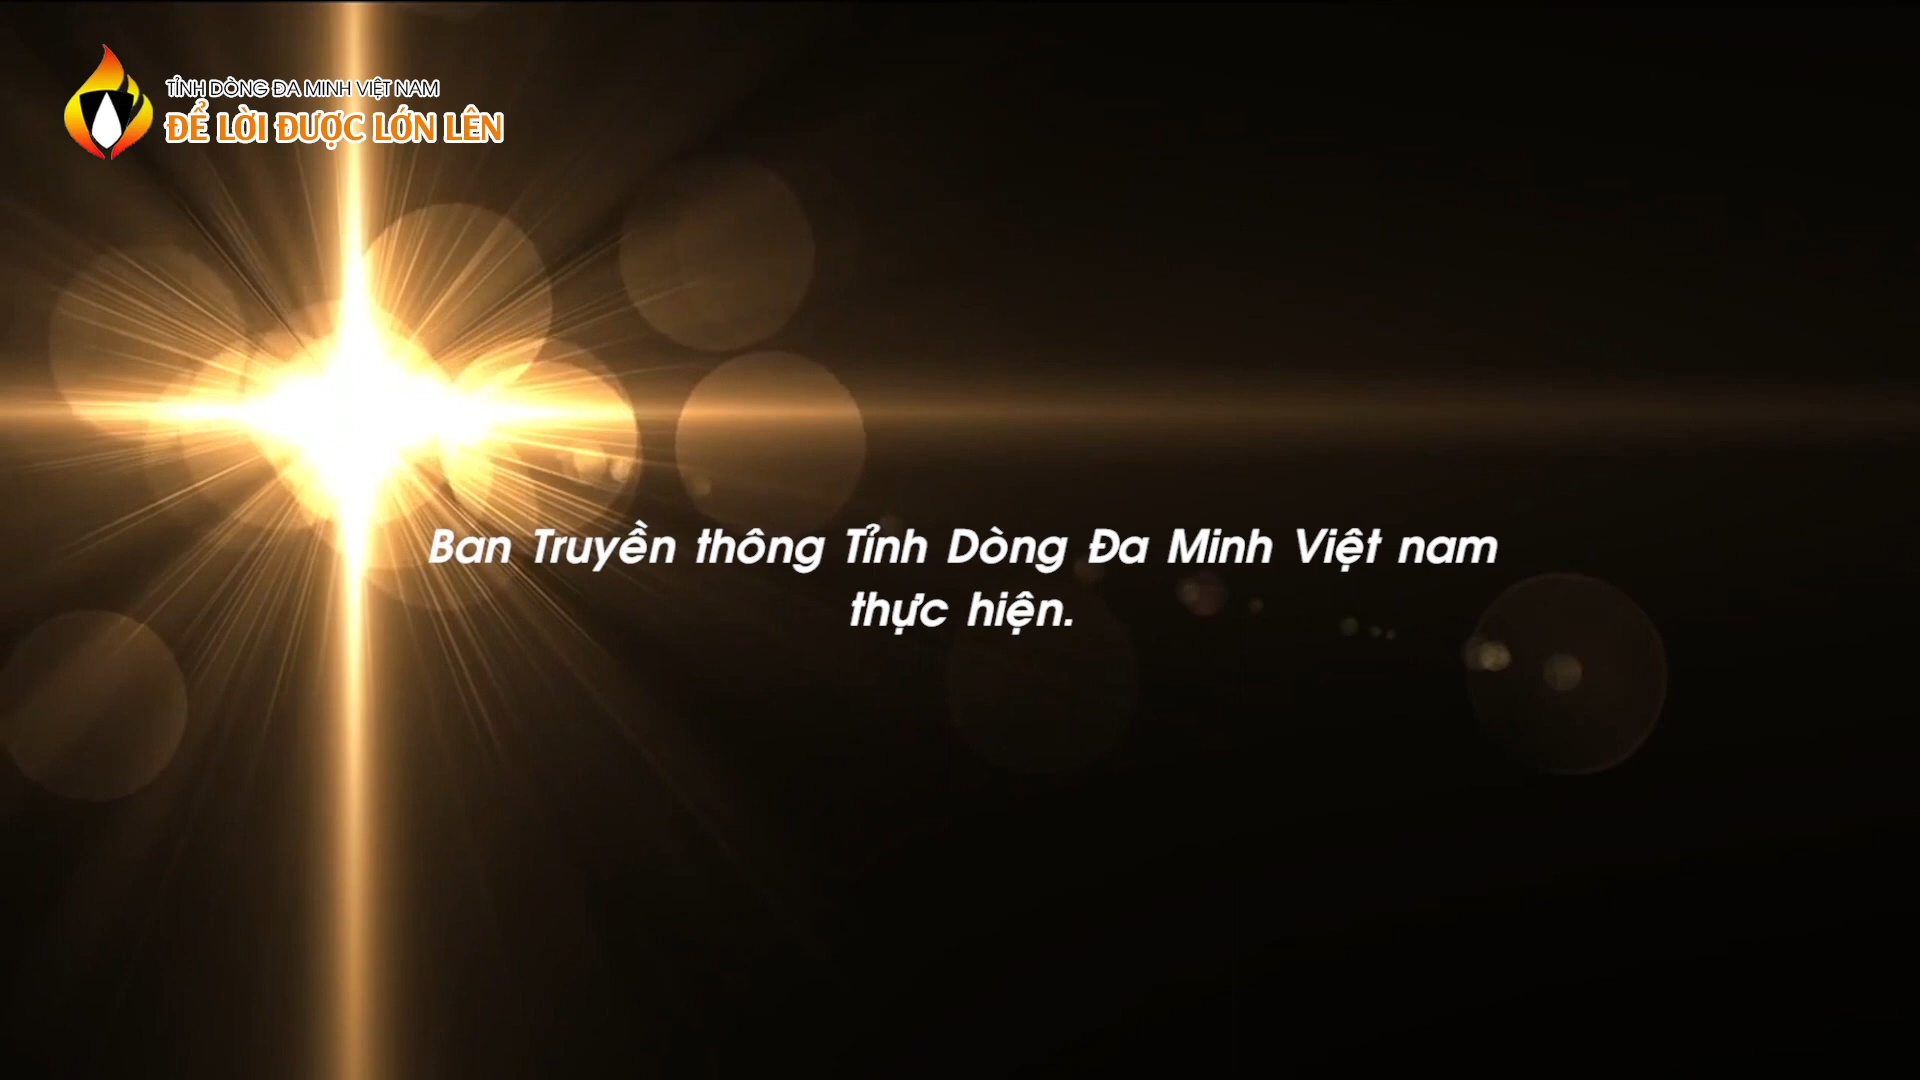 TỈNH DÒNG ĐA MINH VIỆT NAM
ĐỂ LỜI ĐƯỢC LỚN LÊN
Ban Truyền thông Tỉnh Dòng Đa Minh Việt nam
thực hiện.